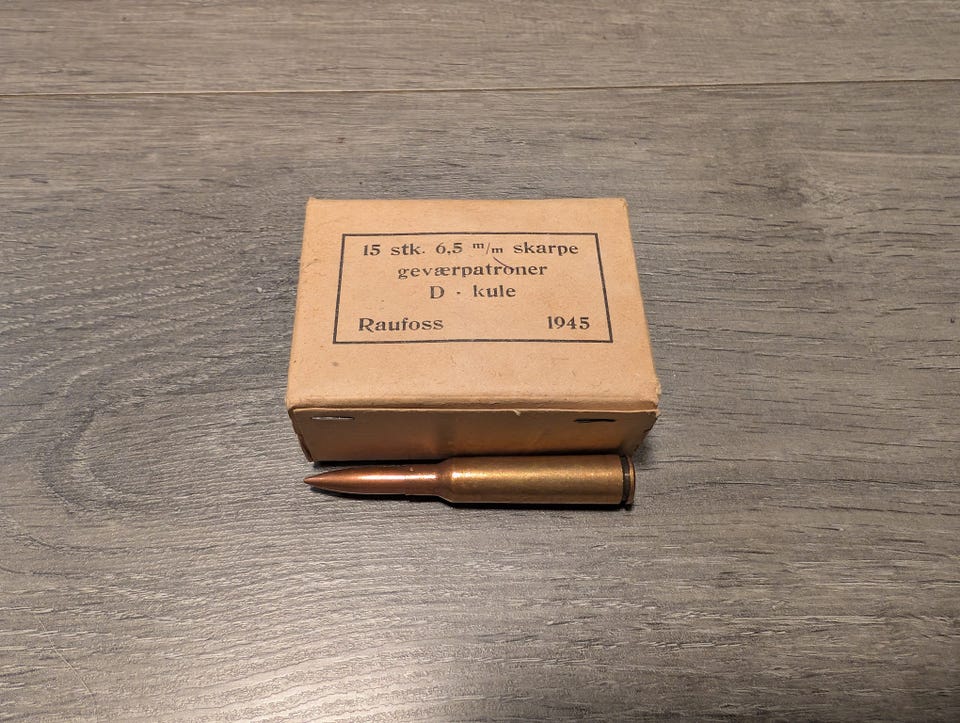 15 stk. 6,5 m/m skarpe
geværpatroner
D - kule
Raufoss 1945